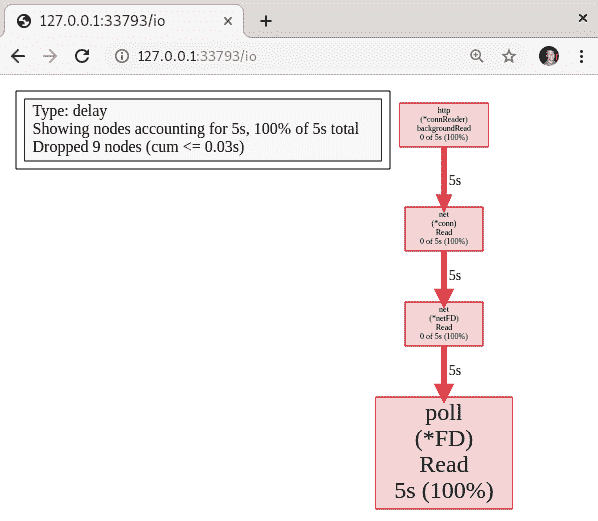 127.0.0.1:33793/io
127.0.0.1:33793/io
Type: delay
Showing nodes accounting for 5s, 100% of 5s total
Dropped 9 nodes (cum <= 0.03s)
http
(*connReader)
backgroundRead
0 of 5s (100%)
5s
net
(*conn)
Read
0 of 5s (100%)
5s
net
(*netFD)
Read
0 of 5s (100%)
5s
poll
(*FD)
Read
5s (100%)